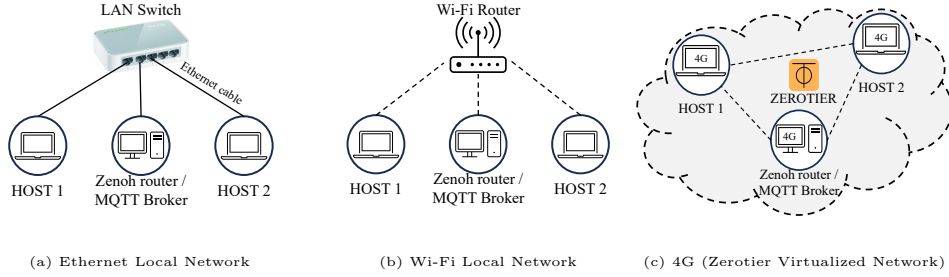 LAN Switch
Ethernet cable
HOST 1
Zenoh router /
MQTT Broker
HOST 2
(a) Ethernet Local Network
Wi-Fi Router
HOST 1
Zenoh router /
MQTT Broker
HOST 2
(b) Wi-Fi Local Network
4G
HOST 1
4G
HOST 2
ZEROTIER
4G
Zenoh router /
MQTT Broker
(c) 4G (Zerotier Virtualized Network)